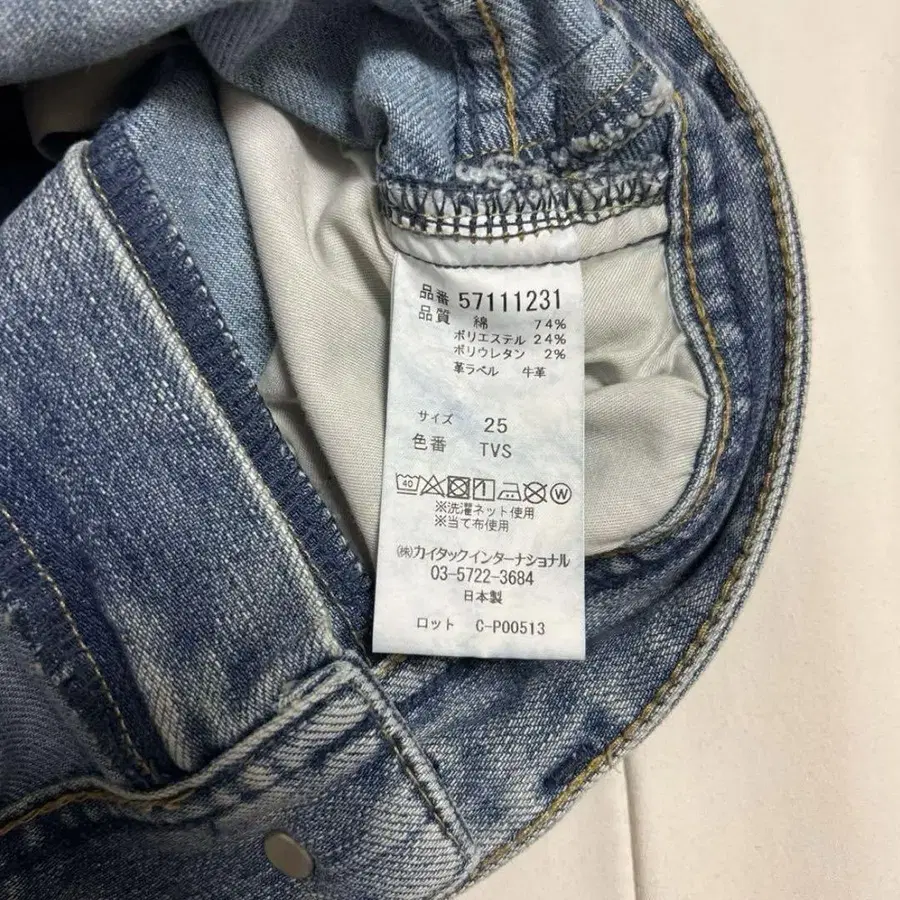 品番 57111231
品質 綿 74%
ポリエステル 24%
ポリウレタン 2%
革ラベル 牛革
サイズ 25
色番 TVS
40 W
※洗濯ネット使用
※当て布使用
㈱カイタックインターナショナル
03-5722-3684
日本製
ロット C-P00513